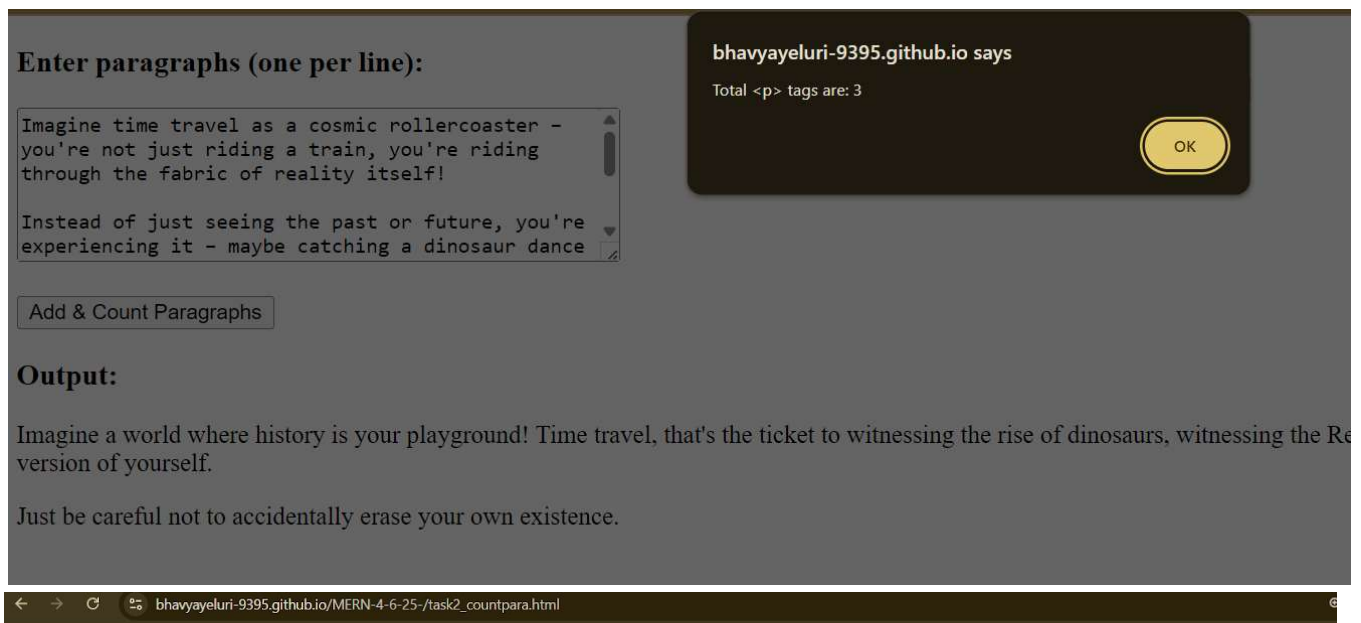 bhavyayeluri-9395.github.io says
Total <p> tags are: 3
OK
Enter paragraphs (one per line):
Imagine time travel as a cosmic rollercoaster –
you're not just riding a train, you're riding
through the fabric of reality itself!
Instead of just seeing the past or future, you're
experiencing it – maybe catching a dinosaur dance
Add & Count Paragraphs
Output:
Imagine a world where history is your playground! Time travel, that's the ticket to witnessing the rise of dinosaurs, witnessing the
version of yourself.
Just be careful not to accidentally erase your own existence.
bhavyayeluri-9395.github.io/MERN-4-6-25-/task2_countpara.html